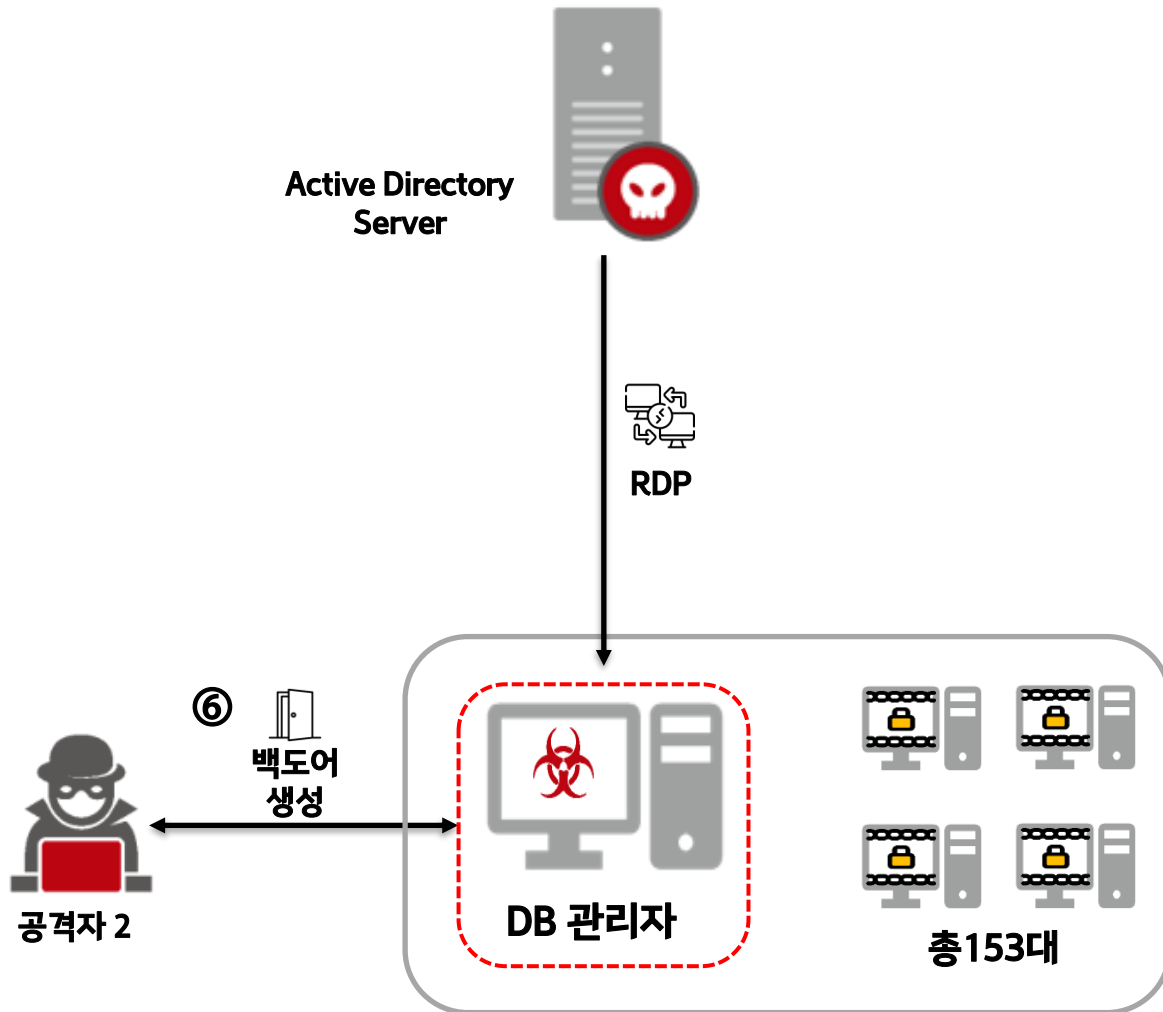 Active Directory
Server
RDP
⑥
백도어
생성
공격자 2
DB 관리자
총153대